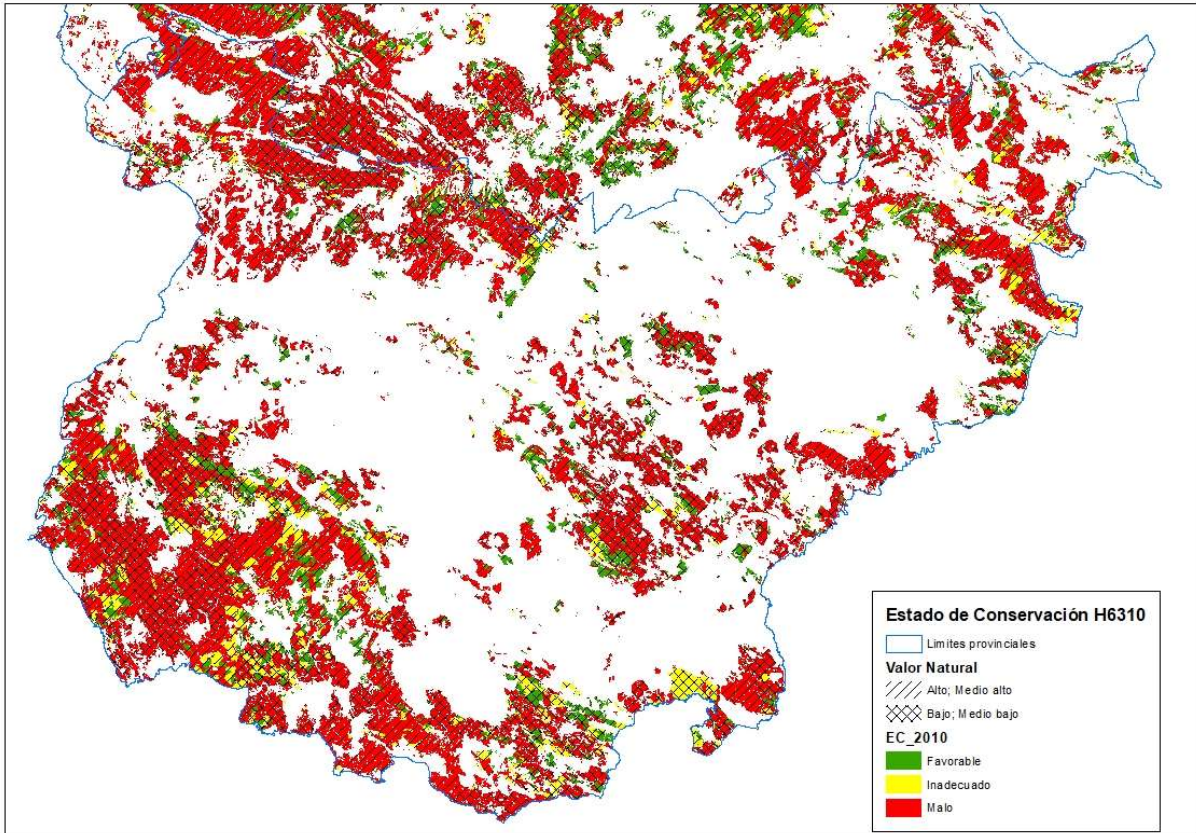 Estado de Conservación H6310
Limites provinciales
Valor Natural
Alto; Medio alto
Bajo; Medio bajo
EC_2010
Favorable
Inadecuado
Malo